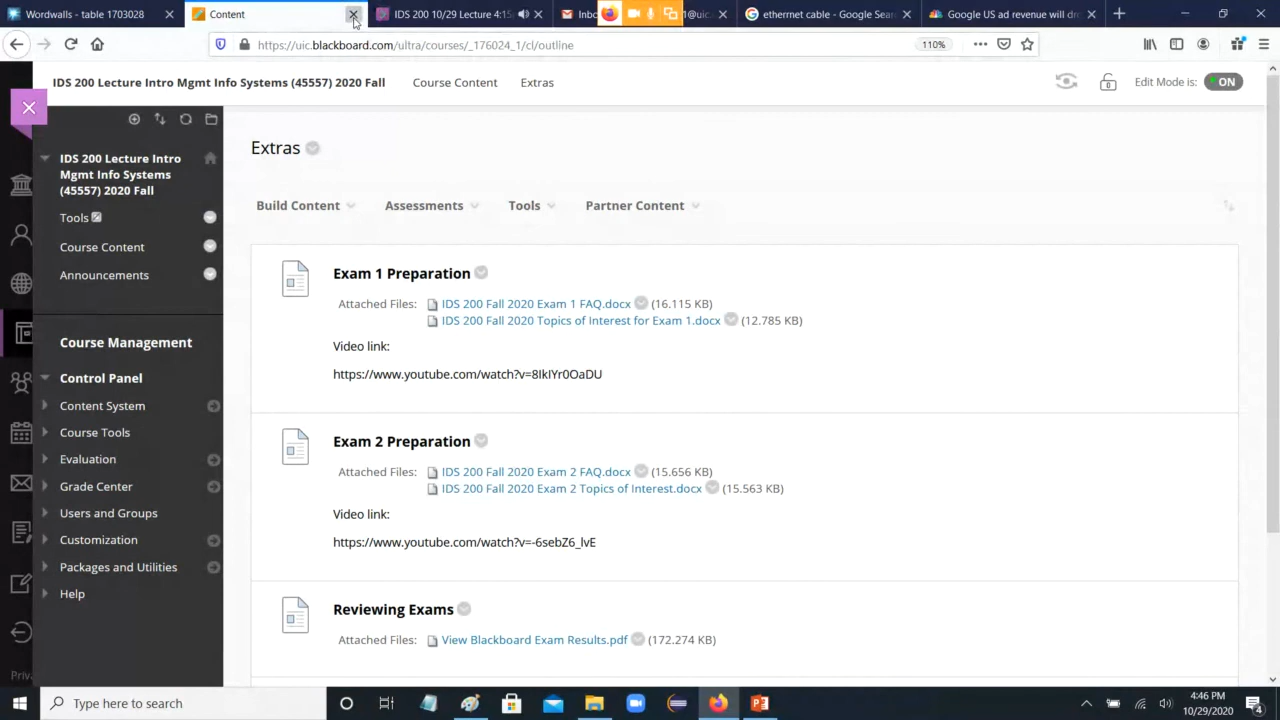 Wordwalls - table 1703028
Content
IDS 200 10/29 Lecture 4:15
Inbo
1@uic.
ethernet cable - Google Sear
Google US ad revenue will dr
https://uic.blackboard.com/ultra/courses/_176024_1/cl/outline
110%
IDS 200 Lecture Intro Mgmt Info Systems (45557) 2020 Fall
Course Content
Extras
Edit Mode is:
ON
IDS 200 Lecture Intro
Mgmt Info Systems
(45557) 2020 Fall
Tools
Course Content
Announcements
Course Management
Control Panel
Content System
Course Tools
Evaluation
Grade Center
Users and Groups
Customization
Packages and Utilities
Help
Priva
Extras
Build Content
Assessments
Tools
Partner Content
Exam 1 Preparation
Attached Files: IDS 200 Fall 2020 Exam 1 FAQ.docx (16.115 KB)
IDS 200 Fall 2020 Topics of Interest for Exam 1.docx (12.785 KB)
Video link:
https://www.youtube.com/watch?v=8IkIYr0OaDU
Exam 2 Preparation
Attached Files: IDS 200 Fall 2020 Exam 2 FAQ.docx (15.656 KB)
IDS 200 Fall 2020 Exam 2 Topics of Interest.docx (15.563 KB)
Video link:
https://www.youtube.com/watch?v=-6sebZ6_lvE
Reviewing Exams
Attached Files: View Blackboard Exam Results.pdf (172.274 KB)
Type here to search
4:46 PM
10/29/2020
4